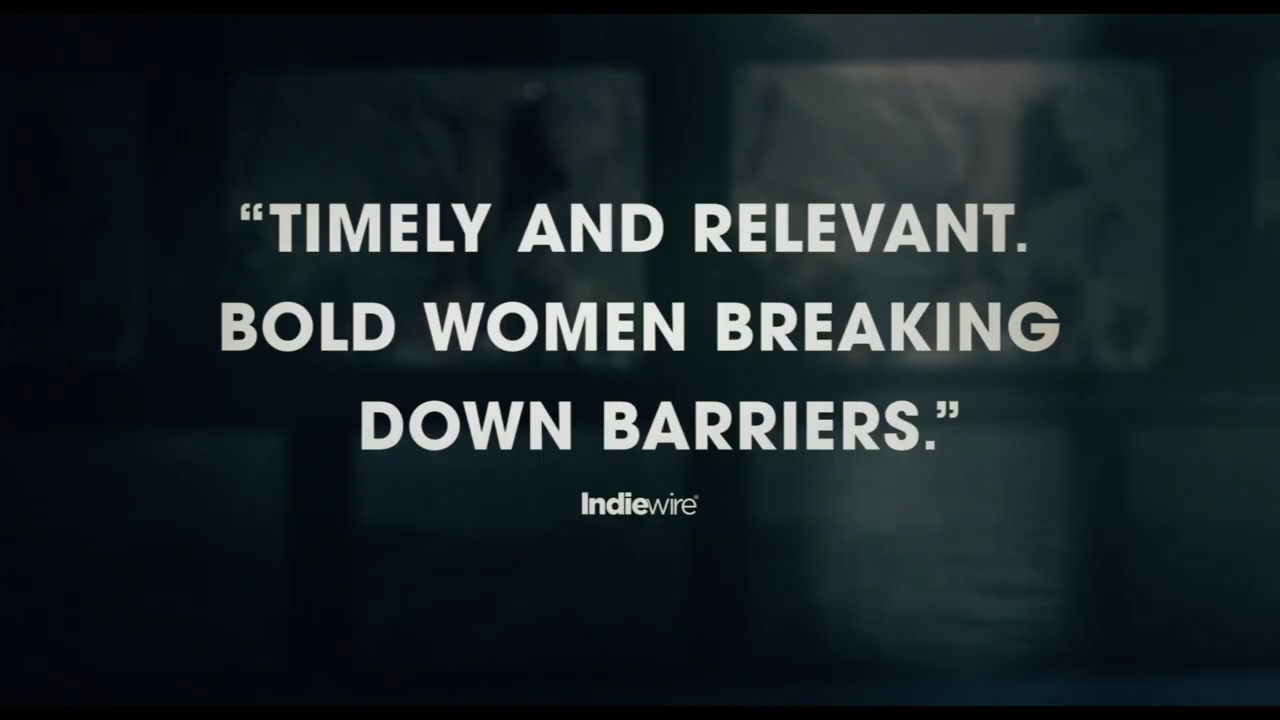 “TIMELY AND RELEVANT.
BOLD WOMEN BREAKING
DOWN BARRIERS.”
Indiewire